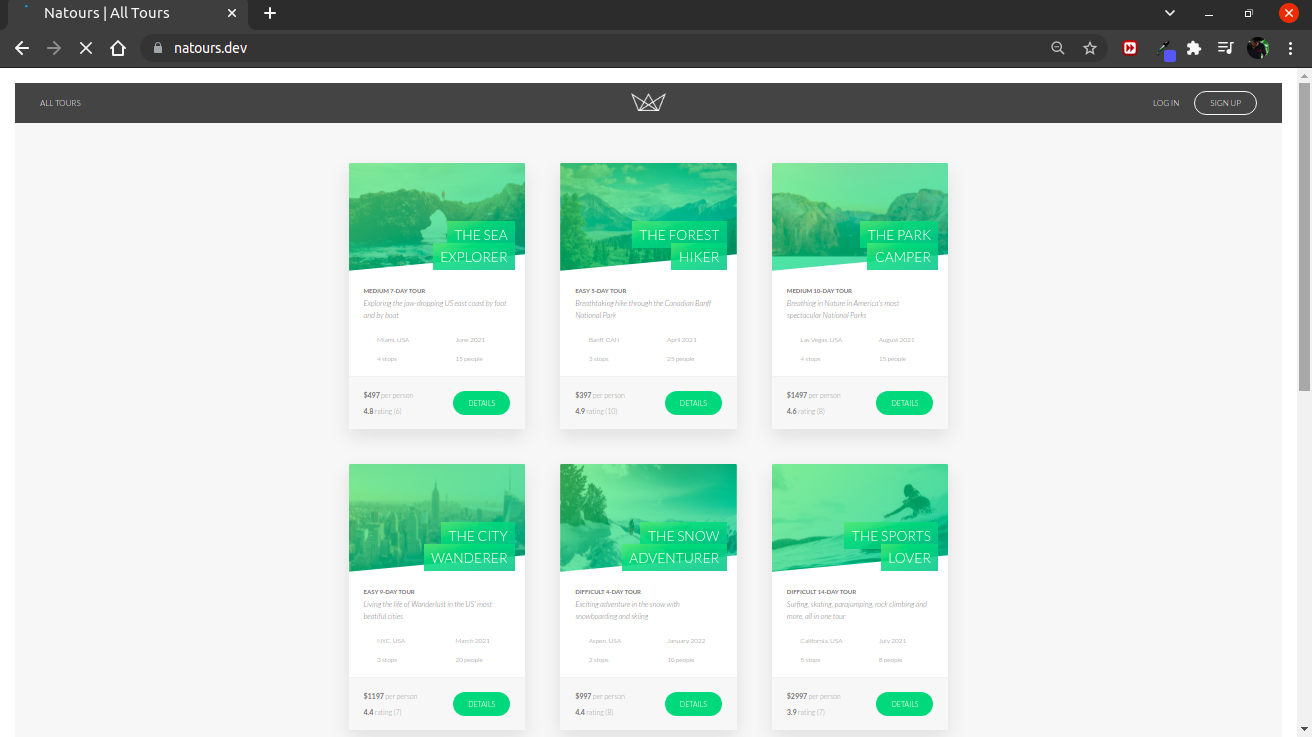 Natours | All Tours
natours.dev
ALL TOURS
LOG IN
SIGN UP
THE SEA
EXPLORER
MEDIUM 7-DAY TOUR
Exploring the jaw-dropping US east coast by foot
and by boat
Miami, USA
June 2021
4 stops
15 people
$497 per person
4.8 rating (6)
DETAILS
THE FOREST
HIKER
EASY 5-DAY TOUR
Breathtaking hike through the Canadian Banff
National Park
Banff, CAN
April 2021
3 stops
25 people
$397 per person
4.9 rating (10)
DETAILS
THE PARK
CAMPER
MEDIUM 10-DAY TOUR
Breathing in Nature in America's most
spectacular National Parks
Las Vegas, USA
August 2021
4 stops
15 people
$1497 per person
4.6 rating (8)
DETAILS
THE CITY
WANDERER
EASY 9-DAY TOUR
Living the life of Wanderlust in the US' most
beatiful cities
NYC, USA
March 2021
3 stops
20 people
$1197 per person
4.4 rating (7)
DETAILS
THE SNOW
ADVENTURER
DIFFICULT 4-DAY TOUR
Exciting adventure in the snow with
snowboarding and skiing
Aspen, USA
January 2022
2 stops
10 people
$997 per person
4.4 rating (8)
DETAILS
THE SPORTS
LOVER
DIFFICULT 14-DAY TOUR
Surfing, skating, parajumping, rock climbing and
more, all in one tour
California, USA
July 2021
5 stops
8 people
$2997 per person
3.9 rating (7)
DETAILS